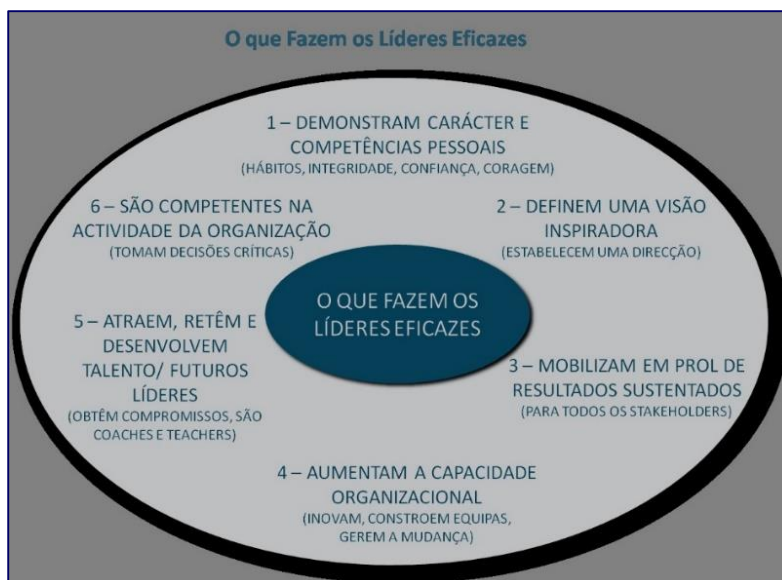 O que Fazem os Líderes Eficazes
1 – DEMONSTRAM CARÁCTER E
COMPETÊNCIAS PESSOAIS
(HÁBITOS, INTEGRIDADE, CONFIANÇA, CORAGEM)
2 – DEFINEM UMA VISÃO
INSPIRADORA
(ESTABELECEM UMA DIRECÇÃO)
3 – MOBILIZAM EM PROL DE
RESULTADOS SUSTENTADOS
(PARA TODOS OS STAKEHOLDERS)
4 – AUMENTAM A CAPACIDADE
ORGANIZACIONAL
(INOVAM, CONSTROEM EQUIPAS,
GEREM A MUDANÇA)
5 – ATRAEM, RETÊM E
DESENVOLVEM
TALENTO/ FUTUROS
LÍDERES
(OBTÊM COMPROMISSOS, SÃO
COACHES E TEACHERS)
6 – SÃO COMPETENTES NA
ACTIVIDADE DA ORGANIZAÇÃO
(TOMAM DECISÕES CRÍTICAS)
O QUE FAZEM OS
LÍDERES EFICAZES